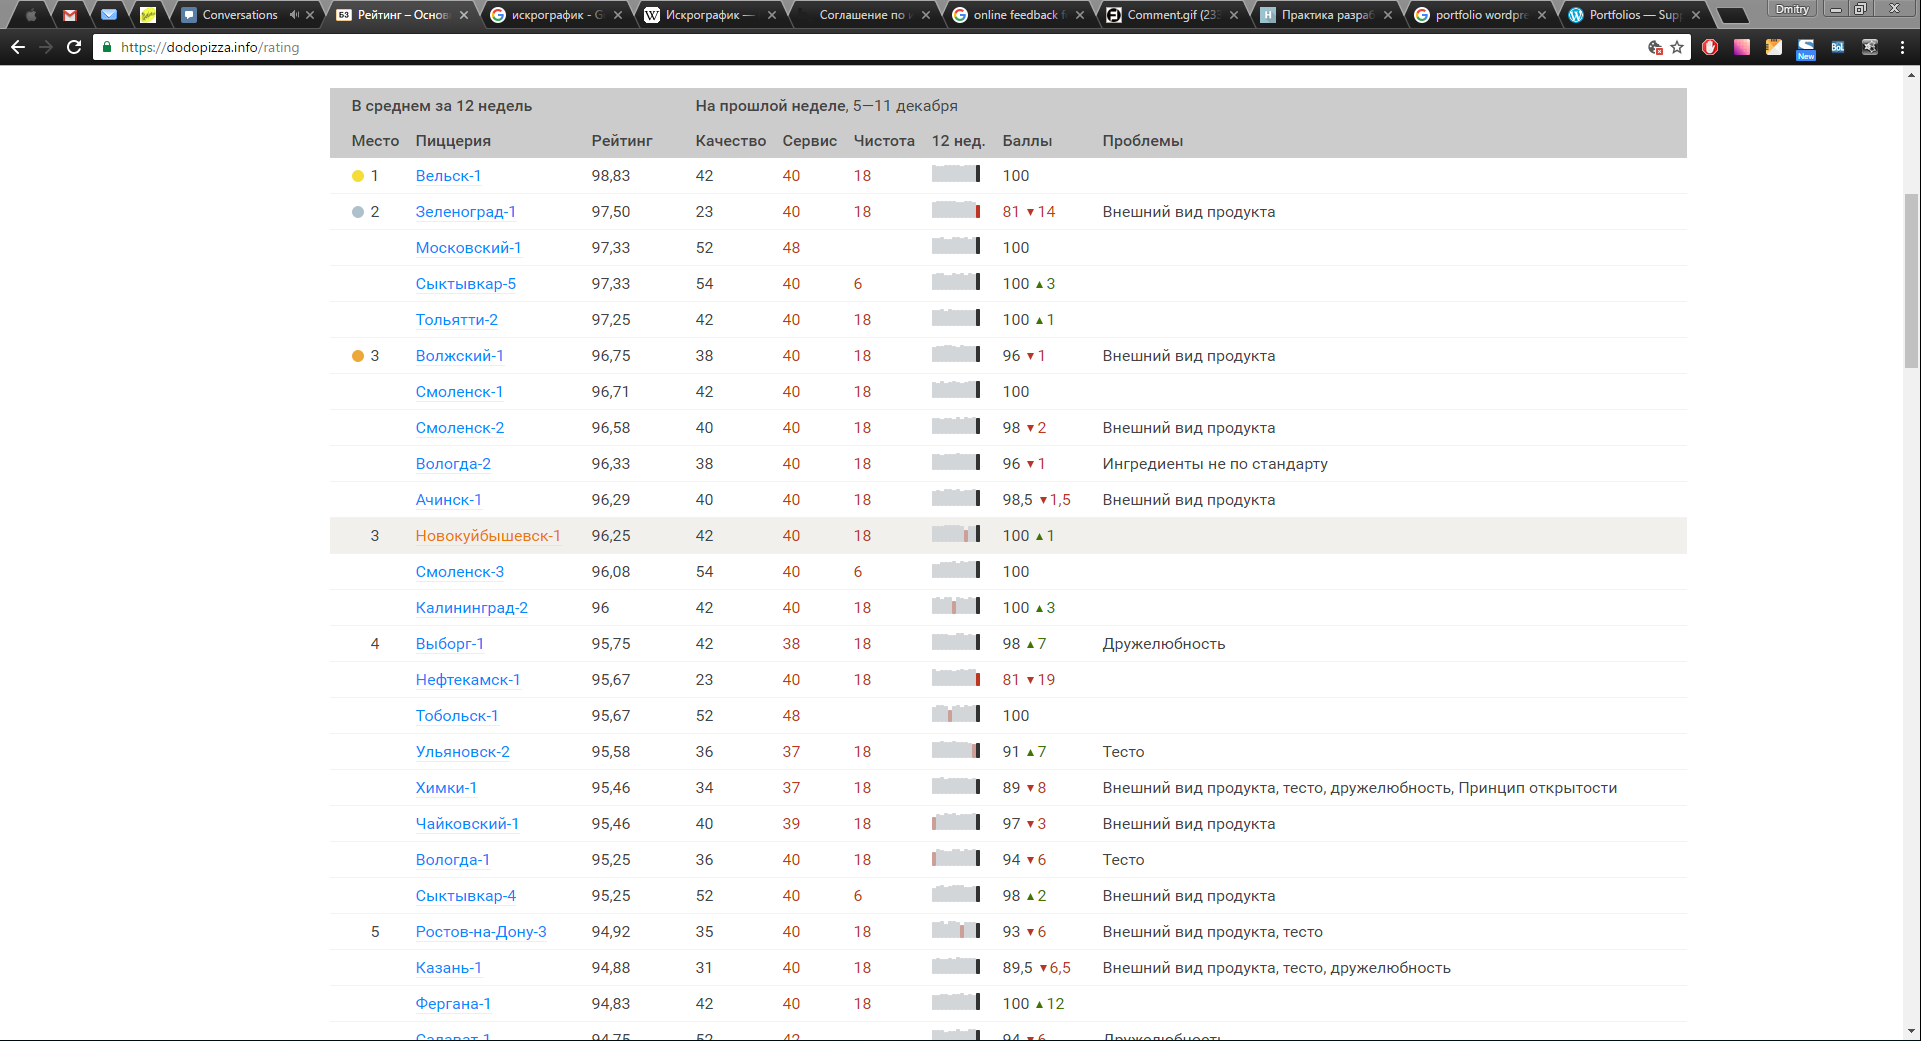 Conversations
Рейтинг – Осно
искрографик - G
Искрографик —
Соглашение по
online feedback
Comment.gif (23
Практика разраб
portfolio wordpre
Portfolios — Sup
Dmitry
https://dodopizza.info/rating
New
BoL
В среднем за 12 недель На прошлой неделе, 5—11 декабря
Место Пиццерия Рейтинг Качество Сервис Чистота 12 нед. Баллы Проблемы
1 Вельск-1 98,83 42 40 18 100
2 Зеленоград-1 97,50 23 40 18 81 ▼14 Внешний вид продукта
Московский-1 97,33 52 48 100
Сыктывкар-5 97,33 54 40 6 100 ▲3
Тольятти-2 97,25 42 40 18 100 ▲1
3 Волжский-1 96,75 38 40 18 96 ▼1 Внешний вид продукта
Смоленск-1 96,71 42 40 18 100
Смоленск-2 96,58 40 40 18 98 ▼2 Внешний вид продукта
Вологда-2 96,33 38 40 18 96 ▼1 Ингредиенты не по стандарту
Ачинск-1 96,29 40 40 18 98,5 ▼1,5 Внешний вид продукта
3 Новокуйбышевск-1 96,25 42 40 18 100 ▲1
Смоленск-3 96,08 54 40 6 100
Калининград-2 96 42 40 18 100 ▲3
4 Выборг-1 95,75 42 38 18 98 ▲7 Дружелюбность
Нефтекамск-1 95,67 23 40 18 81 ▼19
Тобольск-1 95,67 52 48 100
Ульяновск-2 95,58 36 37 18 91 ▲7 Тесто
Химки-1 95,46 34 37 18 89 ▼8 Внешний вид продукта, тесто, дружелюбность, Принцип открытости
Чайковский-1 95,46 40 39 18 97 ▼3 Внешний вид продукта
Вологда-1 95,25 36 40 18 94 ▼6 Тесто
Сыктывкар-4 95,25 52 40 6 98 ▲2 Внешний вид продукта
5 Ростов-на-Дону-3 94,92 35 40 18 93 ▼6 Внешний вид продукта, тесто
Казань-1 94,88 31 40 18 89,5 ▼6,5 Внешний вид продукта, тесто, дружелюбность
Фергана-1 94,83 42 40 18 100 ▲12
Салават-1 94,75 52 42 94 ▼6 Дружелюбность